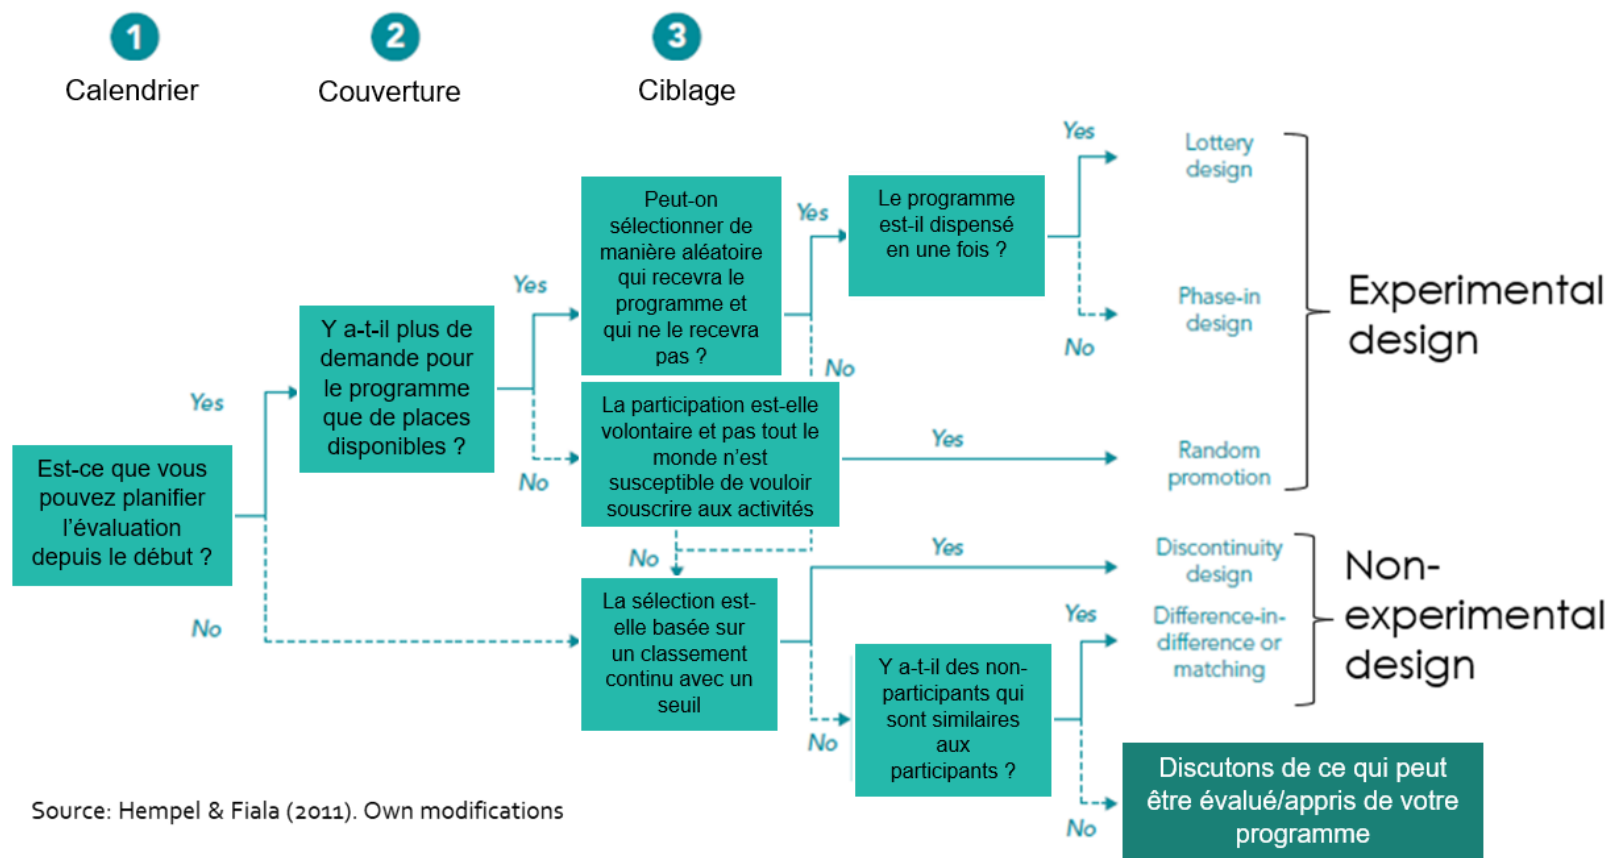 1
2
3
Calendrier
Couverture
Ciblage
Est-ce que vous
pouvez planifier
l’évaluation
depuis le début ?
Yes
No
Y a-t-il plus de
demande pour
le programme
que de places
disponibles ?
Yes
No
Peut-on
sélectionner de
manière aléatoire
qui recevra le
programme et
qui ne le recevra
pas ?
Yes
No
Le programme
est-il dispensé
en une fois ?
Yes
No
Lottery
design
Phase-in
design
La participation est-elle
volontaire et pas tout le
monde n’est
susceptible de vouloir
souscrire aux activités
Yes
No
Random
promotion
Experimental
design
La sélection est-
elle basée sur
un classement
continu avec un
seuil
Yes
No
Discontinuity
design
Y a-t-il des non-
participants qui
sont similaires
aux
participants ?
Yes
No
Difference-in-
difference or
matching
Non-
experimental
design
Discutons de ce qui peut
être évalué/appris de votre
programme
Source: Hempel & Fiala (2011). Own modifications